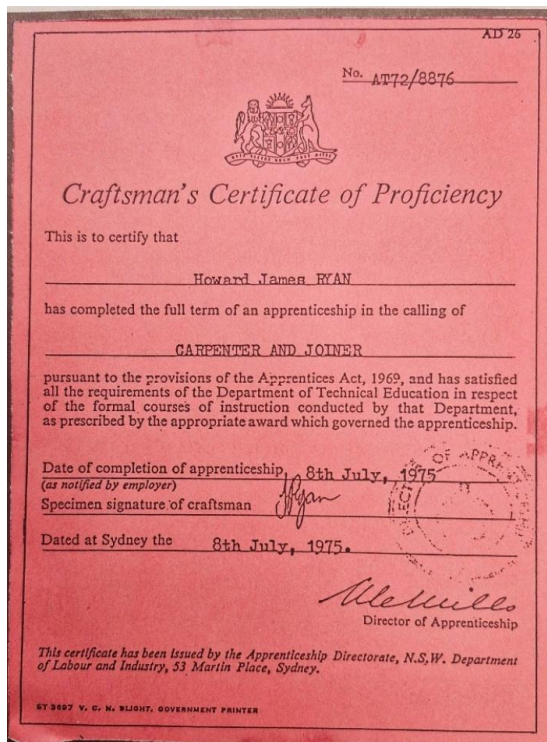 AD 26
No. AT72/8876
Craftsman's Certificate of Proficiency
This is to certify that
Howard James RYAN
has completed the full term of an apprenticeship in the calling of
CARPENTER AND JOINER
pursuant to the provisions of the Apprentices Act, 1969, and has satisfied
all the requirements of the Department of Technical Education in respect
of the formal courses of instruction conducted by that Department,
as prescribed by the appropriate award which governed the apprenticeship.
Date of completion of apprenticeship, 8th July, 1975
(as notified by employer)
Specimen signature of craftsman
Dated at Sydney the 8th July, 1975.
Director of Apprenticeship
This certificate has been issued by the Apprenticeship Directorate, N.S.W. Department
of Labour and Industry, 53 Martin Place, Sydney.
ST 3697 V. C. N. BLIGHT, GOVERNMENT PRINTER